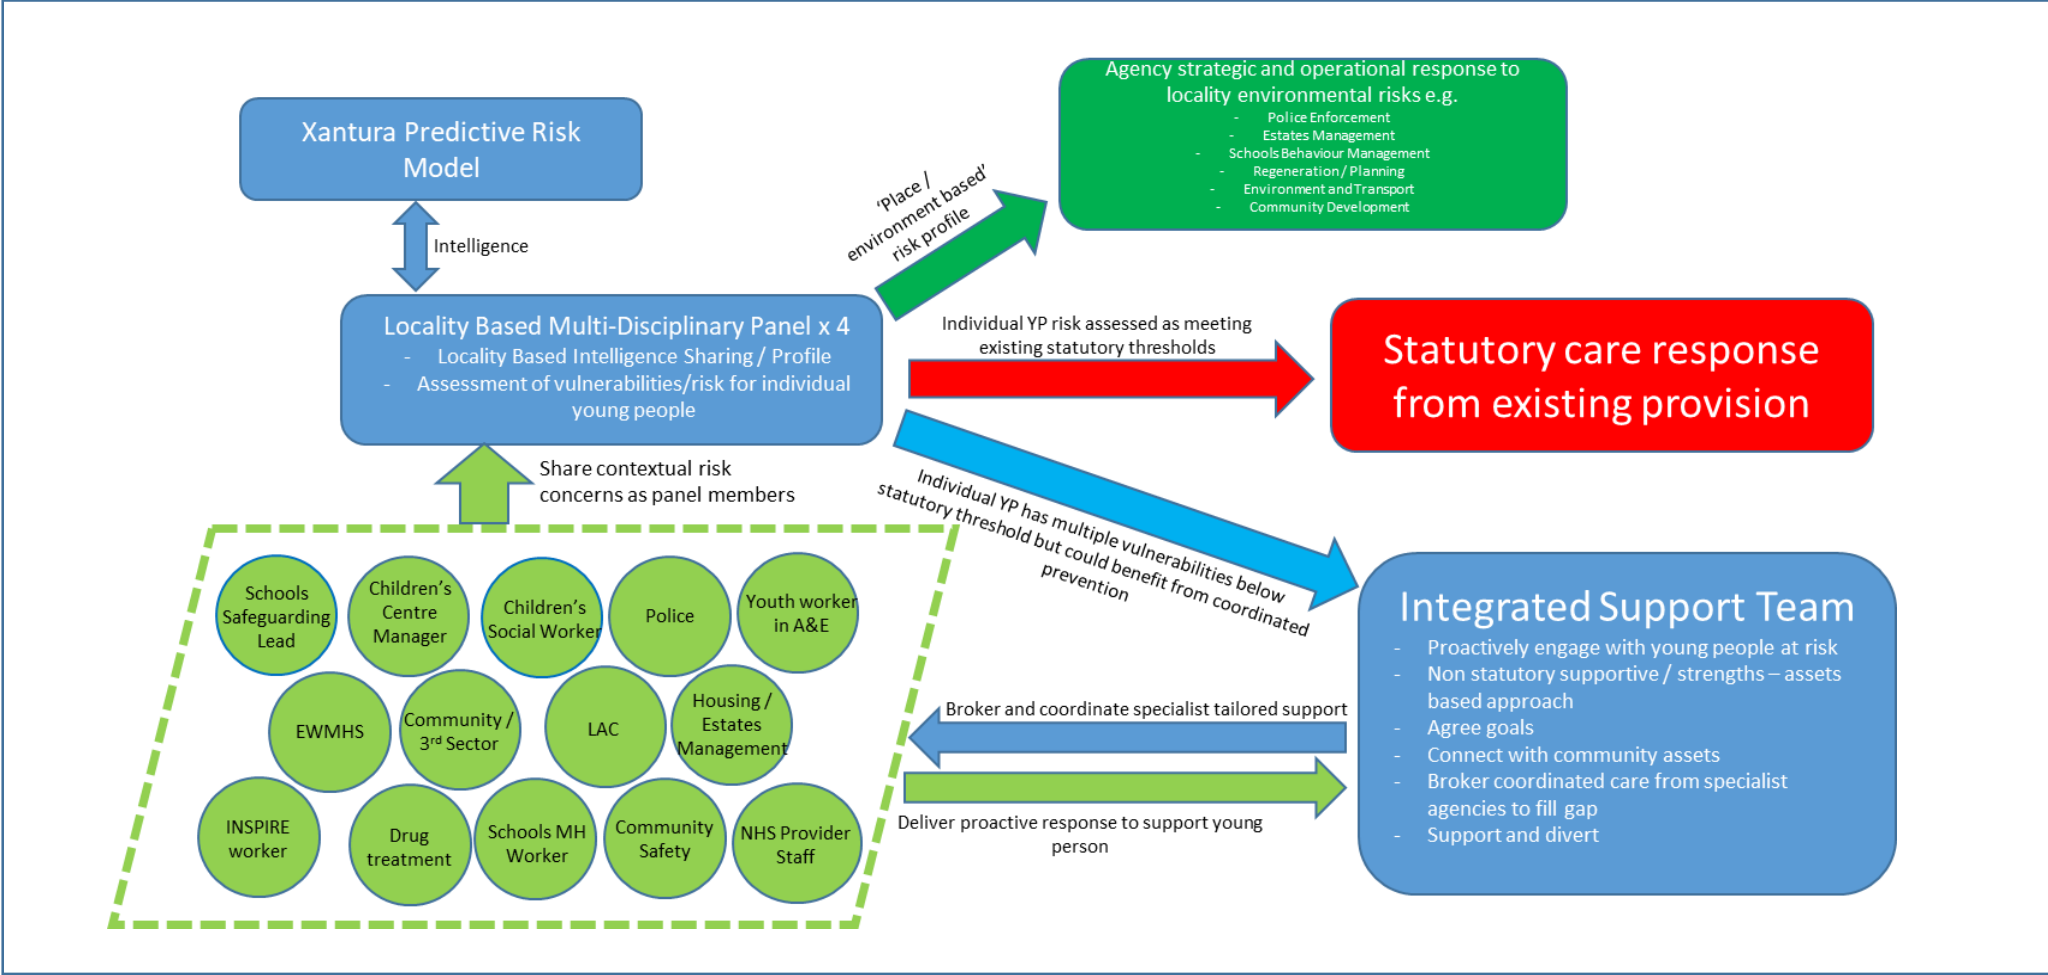 Agency strategic and operational response to
locality environmental risks e.g.
- Police Enforcement
- Estates Management
- Schools Behaviour Management
- Regeneration / Planning
- Environment and Transport
- Community Development
Xantura Predictive Risk
Model
Intelligence
‘Place /
environment based’
risk profile
Locality Based Multi-Disciplinary Panel x 4
- Locality Based Intelligence Sharing / Profile
- Assessment of vulnerabilities/risk for individual
young people
Individual YP risk assessed as meeting
existing statutory thresholds
Statutory care response
from existing provision
Share contextual risk
concerns as panel members
Individual YP has multiple vulnerabilities below
statutory threshold but could benefit from coordinated
prevention
Schools
Safeguarding
Lead
Children’s
Centre
Manager
Children’s
Social Worker
Police
Youth worker
in A&E
EWMHS
Community /
3rd Sector
LAC
Housing /
Estates
Management
INSPIRE
worker
Drug
treatment
Schools MH
Worker
Community
Safety
NHS Provider
Staff
Broker and coordinate specialist tailored support
Deliver proactive response to support young
person
Integrated Support Team
- Proactively engage with young people at risk
- Non statutory supportive / strengths – assets
based approach
- Agree goals
- Connect with community assets
- Broker coordinated care from specialist
agencies to fill gap
- Support and divert